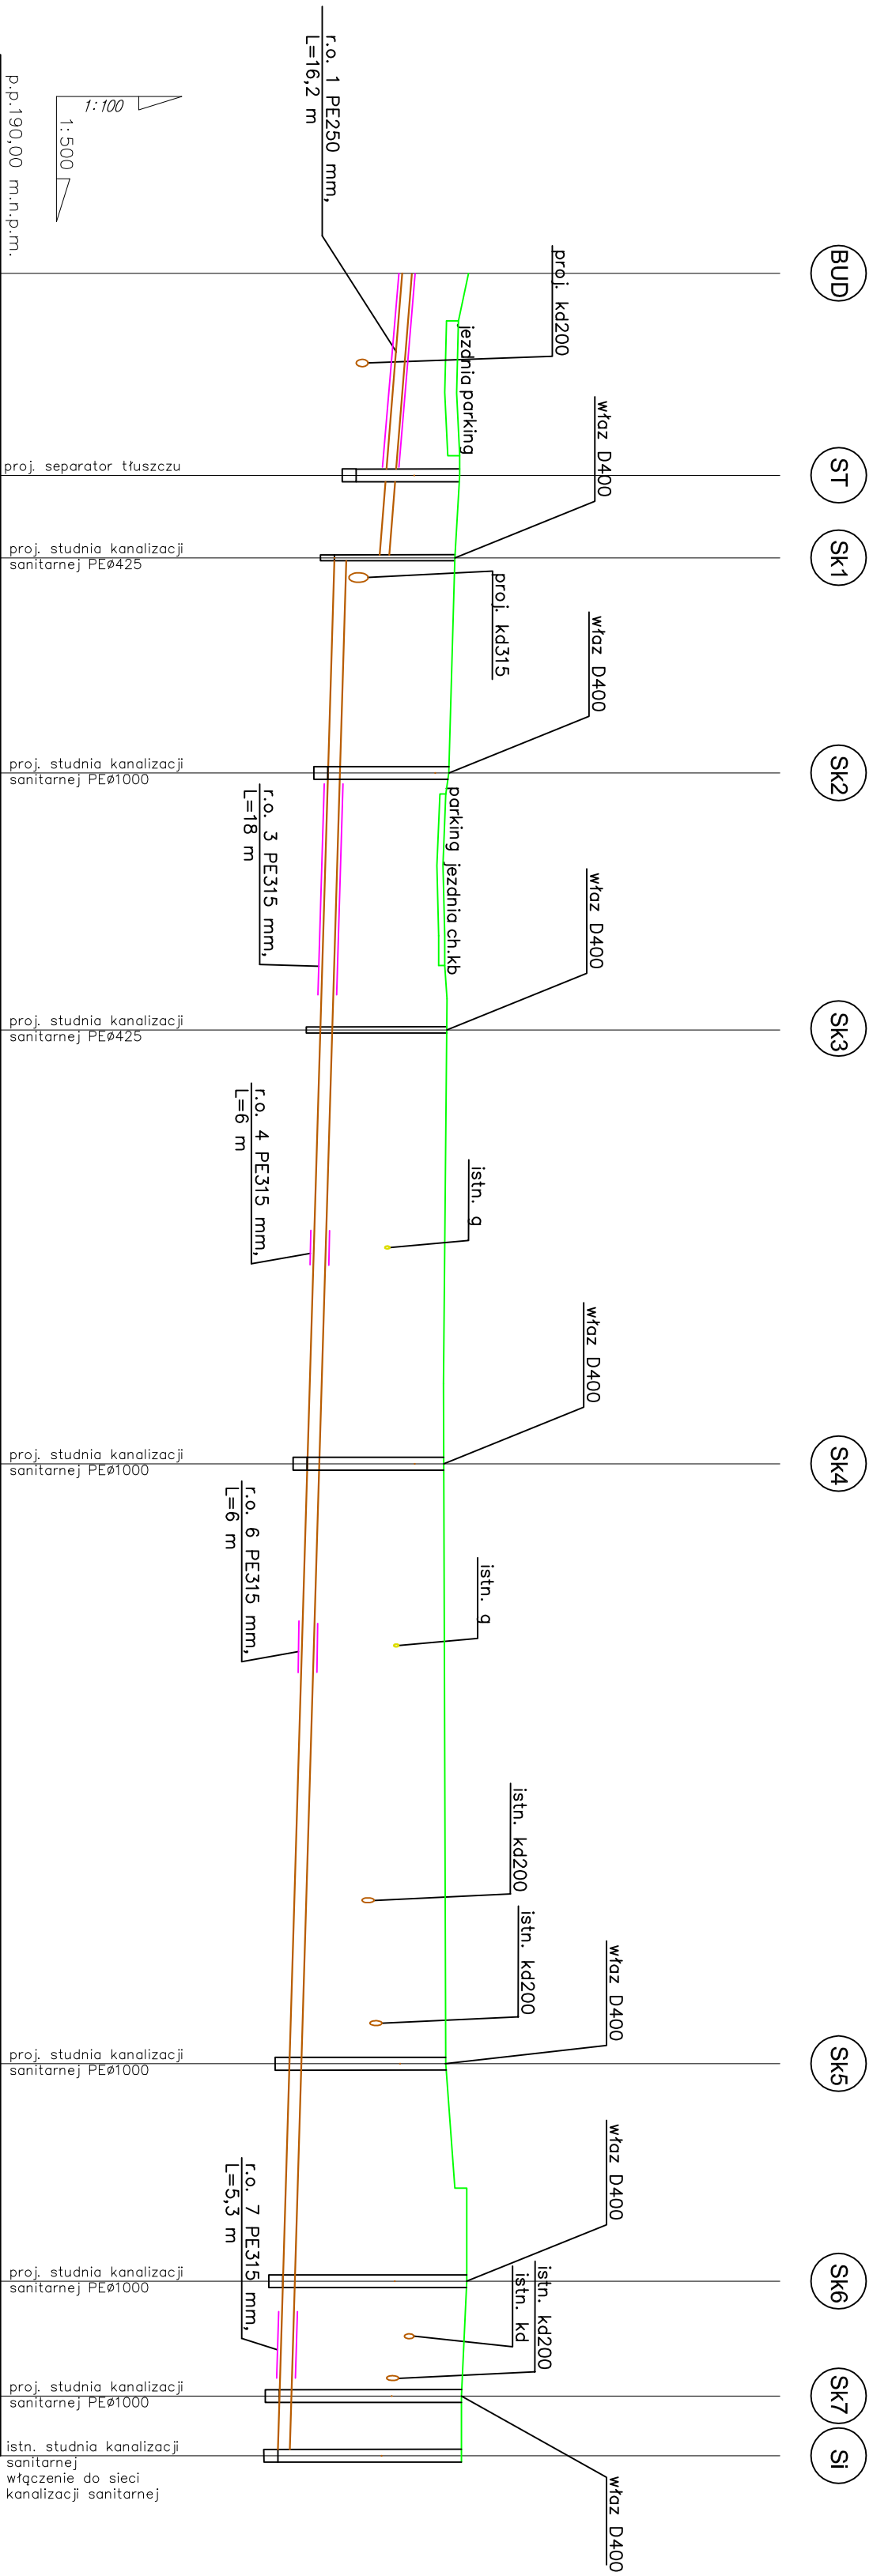 BUD
ST
Sk1
Sk2
Sk3
Sk4
Sk5
Sk6
Sk7
Si
proj. kd200
właz D400
proj. kd315
właz D400
właz D400
właz D400
właz D400
właz D400
właz D400
jezdnia parking
parking jezdnia ch.kb
istn. g
istn. g
istn. kd200
istn. kd200
istn. kd200
istn. kd
r.o. 1 PE250 mm,
L=16,2 m
r.o. 3 PE315 mm,
L=18 m
r.o. 4 PE315 mm,
L=6 m
r.o. 6 PE315 mm,
L=6 m
r.o. 7 PE315 mm,
L=5,3 m
1:100
1:500
p.p.190,00 m.n.p.m.
proj. separator tłuszczu
proj. studnia kanalizacji
sanitarnej PEø425
proj. studnia kanalizacji
sanitarnej PEø1000
proj. studnia kanalizacji
sanitarnej PEø425
proj. studnia kanalizacji
sanitarnej PEø1000
proj. studnia kanalizacji
sanitarnej PEø1000
proj. studnia kanalizacji
sanitarnej PEø1000
proj. studnia kanalizacji
sanitarnej PEø1000
istn. studnia kanalizacji
sanitarnej
włączenie do sieci
kanalizacji sanitarnej